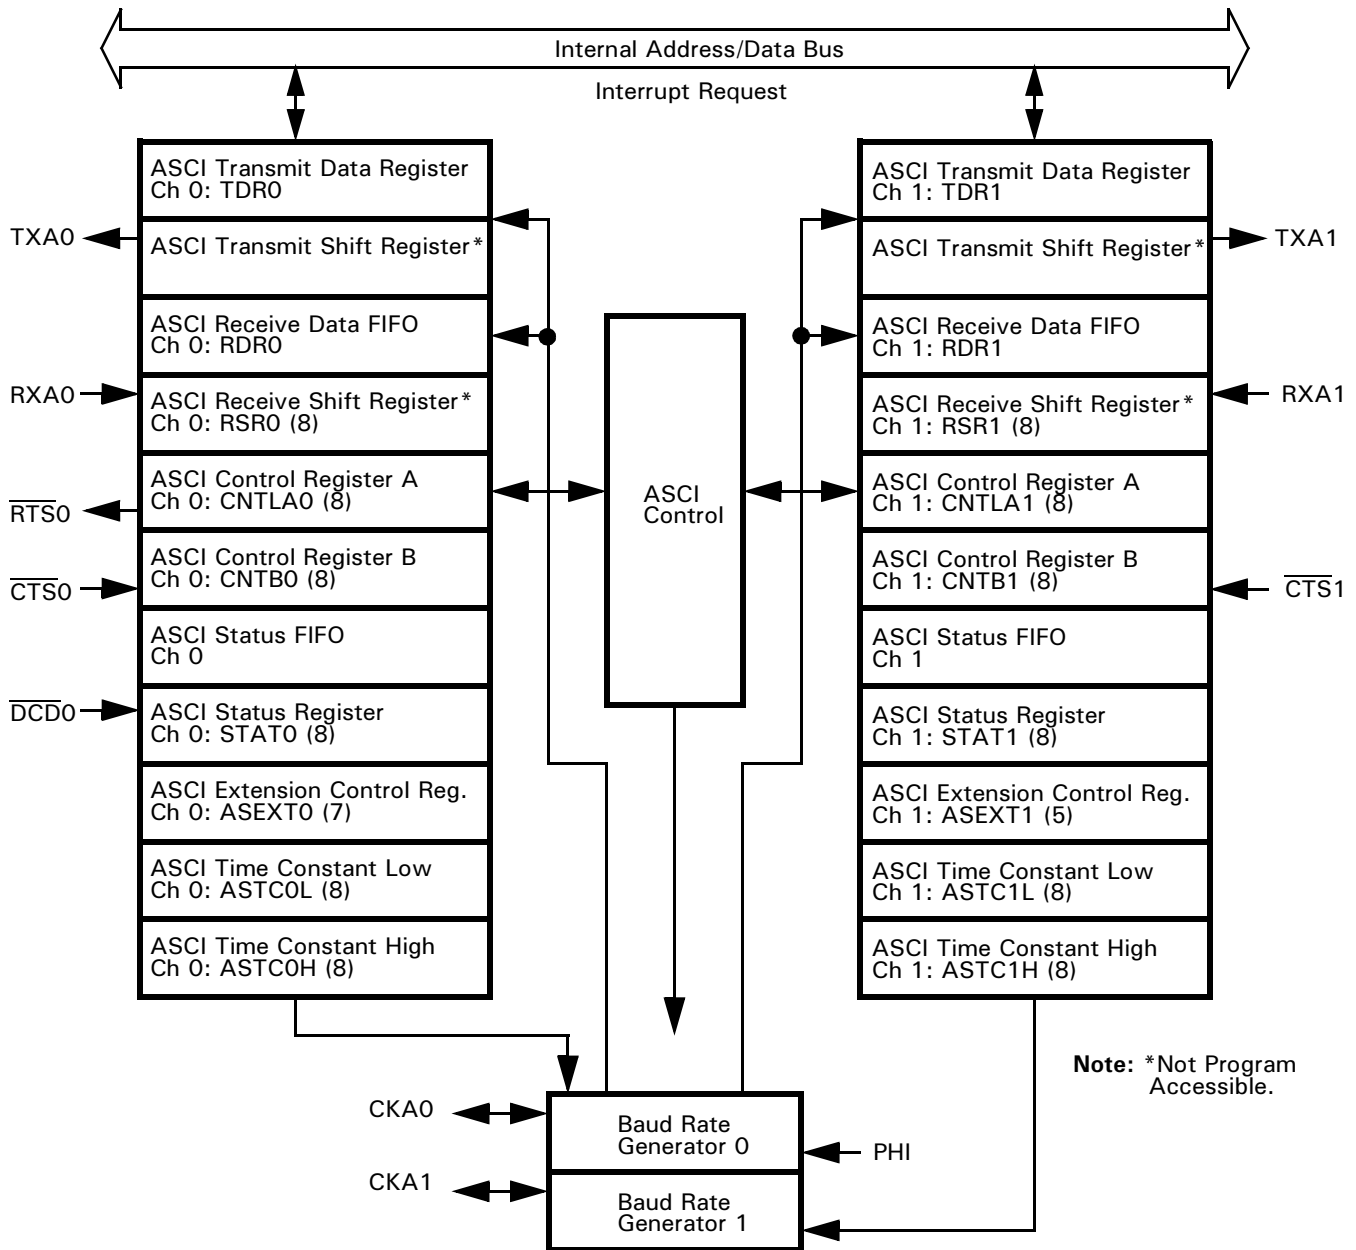 Internal Address/Data Bus
Interrupt Request
ASCI Transmit Data Register
Ch 0: TDR0
TXA0
ASCI Transmit Shift Register*
ASCI Receive Data FIFO
Ch 0: RDR0
RXA0
ASCI Receive Shift Register*
Ch 0: RSR0 (8)
ASCI Control Register A
Ch 0: CNTLA0 (8)
RTS0
ASCI Control Register B
Ch 0: CNTB0 (8)
CTS0
ASCI Status FIFO
Ch 0
DCD0
ASCI Status Register
Ch 0: STAT0 (8)
ASCI Extension Control Reg.
Ch 0: ASEXT0 (7)
ASCI Time Constant Low
Ch 0: ASTC0L (8)
ASCI Time Constant High
Ch 0: ASTC0H (8)
ASCI
Control
ASCI Transmit Data Register
Ch 1: TDR1
ASCI Transmit Shift Register*
TXA1
ASCI Receive Data FIFO
Ch 1: RDR1
ASCI Receive Shift Register*
Ch 1: RSR1 (8)
RXA1
ASCI Control Register A
Ch 1: CNTLA1 (8)
ASCI Control Register B
Ch 1: CNTB1 (8)
CTS1
ASCI Status FIFO
Ch 1
ASCI Status Register
Ch 1: STAT1 (8)
ASCI Extension Control Reg.
Ch 1: ASEXT1 (5)
ASCI Time Constant Low
Ch 1: ASTC1L (8)
ASCI Time Constant High
Ch 1: ASTC1H (8)
Note: *Not Program
Accessible.
CKA0
Baud Rate
Generator 0
PHI
CKA1
Baud Rate
Generator 1